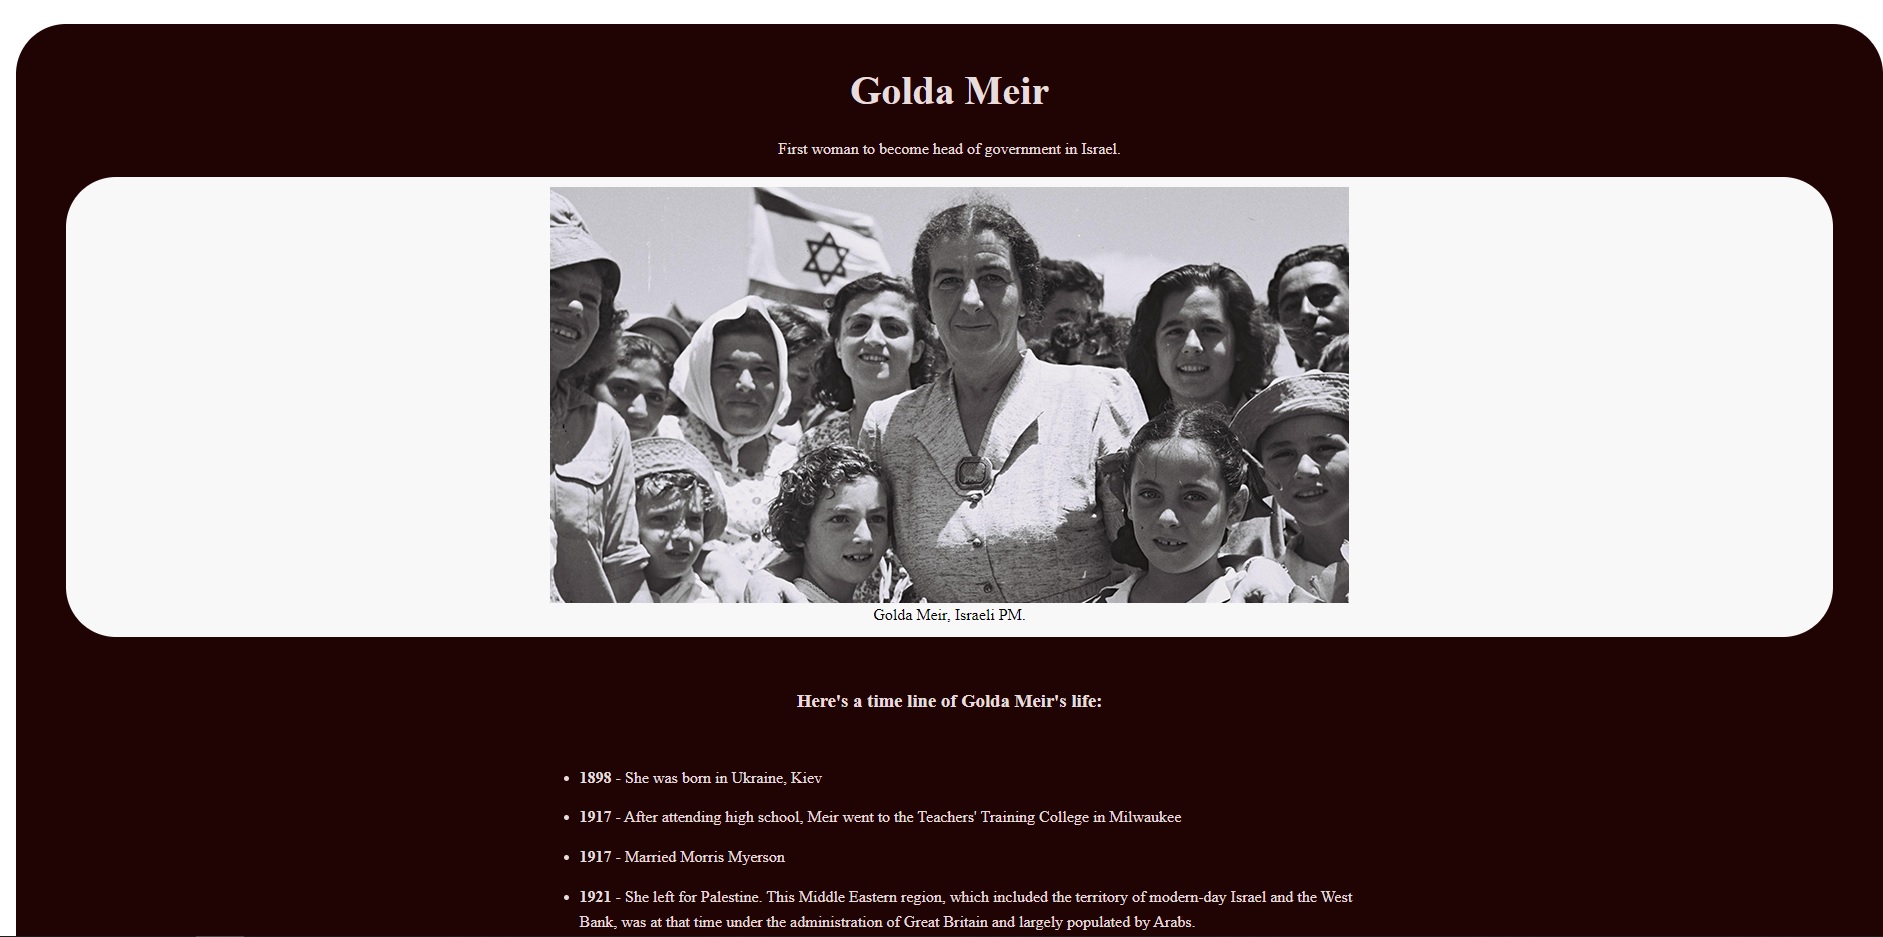 Golda Meir
First woman to become head of government in Israel.
Golda Meir, Israeli PM.
Here's a time line of Golda Meir's life:
1898 - She was born in Ukraine, Kiev
1917 - After attending high school, Meir went to the Teachers' Training College in Milwaukee
1917 - Married Morris Myerson
1921 - She left for Palestine. This Middle Eastern region, which included the territory of modern-day Israel and the West
Bank, was at that time under the administration of Great Britain and largely populated by Arabs.